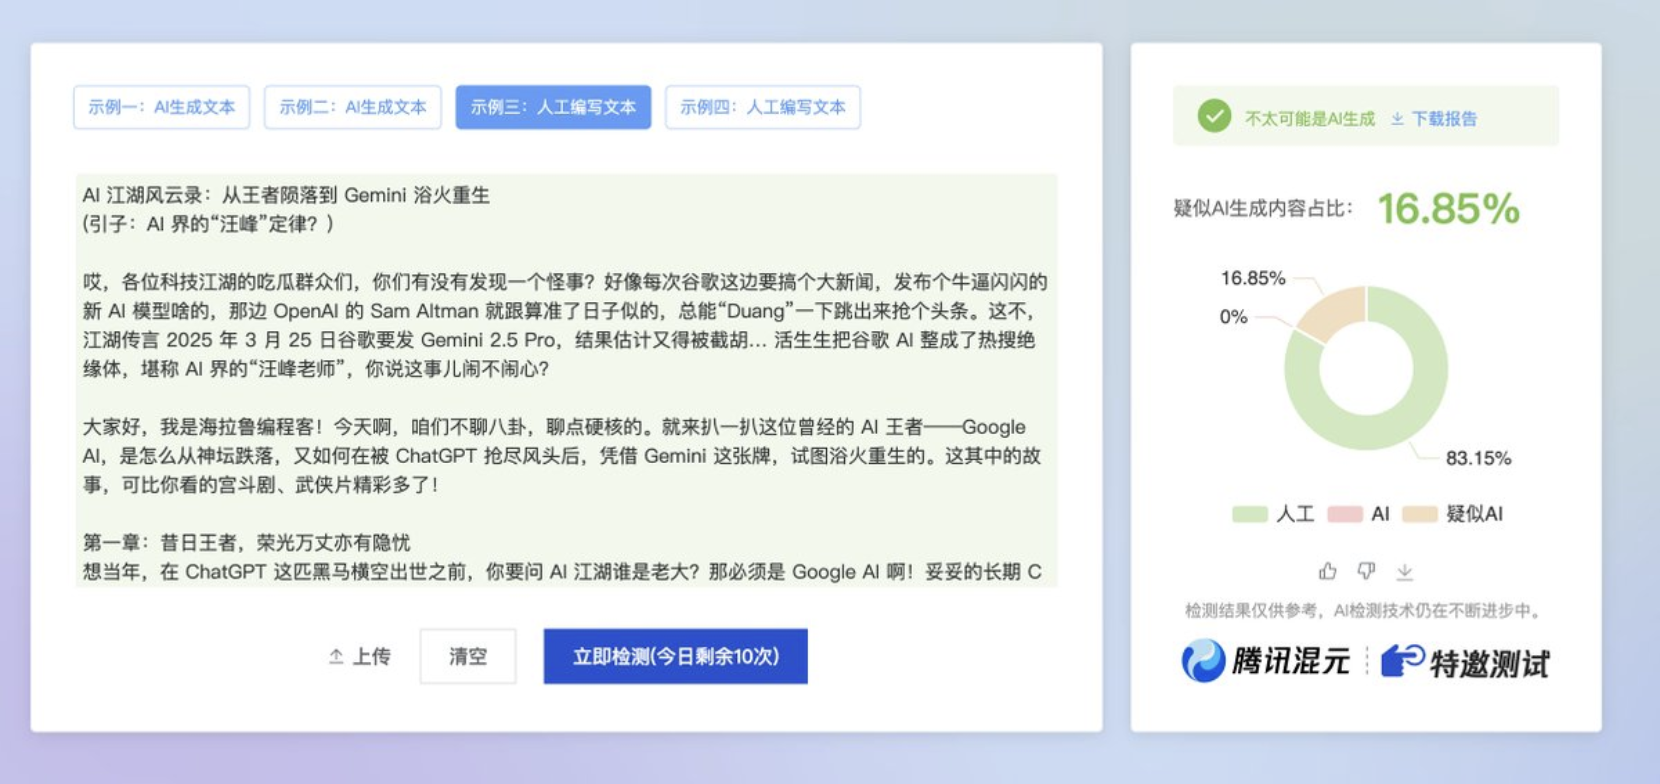 示例一：AI生成文本
示例二：AI生成文本
示例三：人工编写文本
示例四：人工编写文本
AI 江湖风云录：从王者陨落到 Gemini 浴火重生
(引子：AI 界的“汪峰”定律？)
哎，各位科技江湖的吃瓜群众们，你们有没有发现一个怪事？好像每次谷歌这边要搞个大新闻，发布个牛逼闪闪的
新 AI 模型啥的，那边 OpenAI 的 Sam Altman 就跟算准了日子似的，总能“Duang”一下跳出来抢个头条。这不，
江湖传言 2025 年 3 月 25 日谷歌要发 Gemini 2.5 Pro，结果估计又得被截胡... 活生生把谷歌 AI 整成了热搜绝
缘体，堪称 AI 界的“汪峰老师”，你说这事儿闹不闹心？
大家好，我是海拉鲁编程客！今天啊，咱们不聊八卦，聊点硬核的。就来扒一扒这位曾经的 AI 王者——Google
AI，是怎么从神坛跌落，又如何在被 ChatGPT 抢尽风头后，凭借 Gemini 这张牌，试图浴火重生的。这其中的故
事，可比你看的宫斗剧、武侠片精彩多了！
第一章：昔日王者，荣光万丈亦有隐忧
想当年，在 ChatGPT 这匹黑马横空出世之前，你要问 AI 江湖谁是老大？那必须是 Google AI 啊！妥妥的长期 C
上传
清空
立即检测(今日剩余10次)
不太可能是AI生成
下载报告
疑似AI生成内容占比：
16.85%
16.85%
0%
83.15%
人工
AI
疑似AI
检测结果仅供参考，AI检测技术仍在不断进步中。
腾讯混元
特邀测试